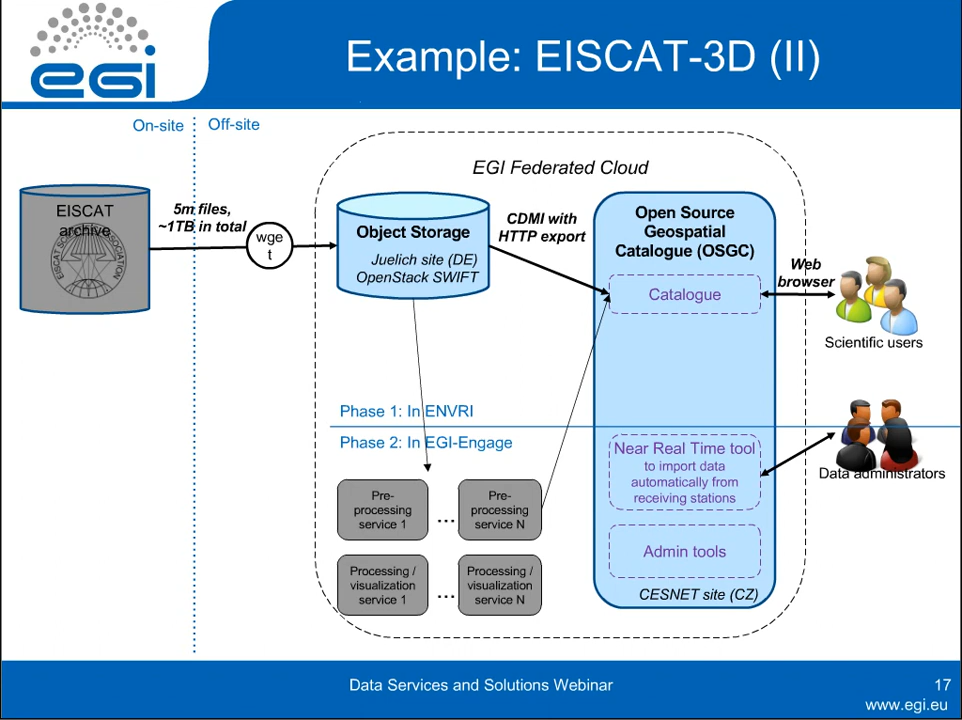 egi
Example: EISCAT-3D (II)
On-site
Off-site
EGI Federated Cloud
EISCAT
archive
EISCAT SCIENTIFIC ASSOCIATION
5m files,
~1TB in total
wge
t
Object Storage
Juelich site (DE)
OpenStack SWIFT
CDMI with
HTTP export
Open Source
Geospatial
Catalogue (OSGC)
Catalogue
Web
browser
Scientific users
Phase 1: In ENVRI
Phase 2: In EGI-Engage
Near Real Time tool
to import data
automatically from
receiving stations
Data administrators
Pre-
processing
service 1
...
Pre-
processing
service N
Admin tools
Processing /
visualization
service 1
...
Processing /
visualization
service N
CESNET site (CZ)
Data Services and Solutions Webinar
17
www.egi.eu